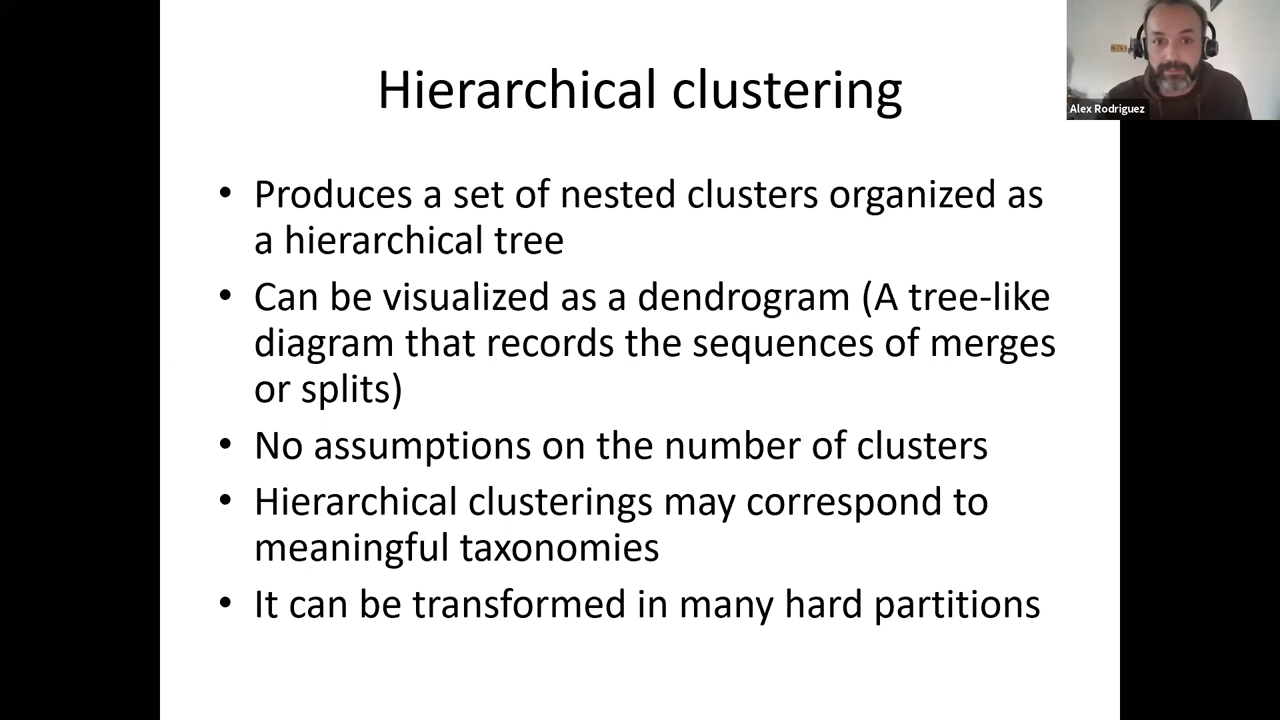 Hierarchical clustering
Alex Rodríguez
• Produces a set of nested clusters organized as
a hierarchical tree
• Can be visualized as a dendrogram (A tree-like
diagram that records the sequences of merges
or splits)
• No assumptions on the number of clusters
• Hierarchical clusterings may correspond to
meaningful taxonomies
• It can be transformed in many hard partitions